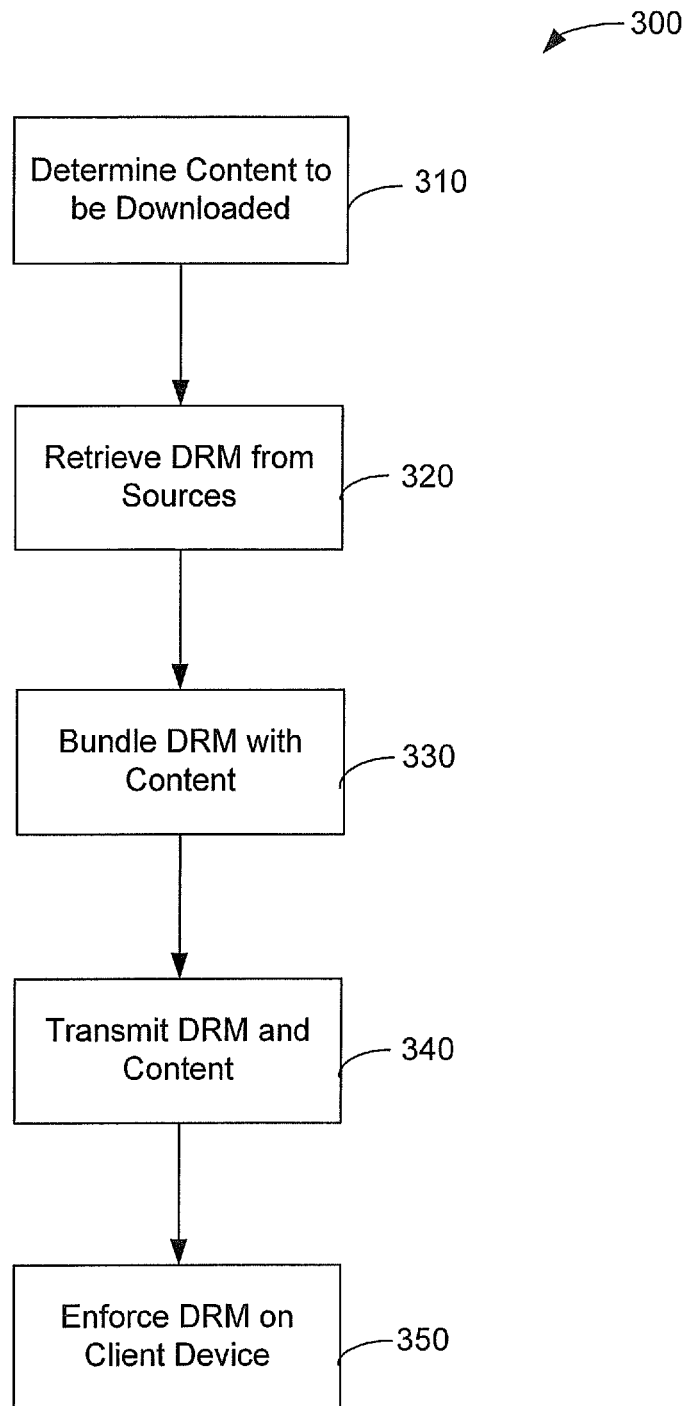 300
Determine Content to
be Downloaded
310
Retrieve DRM from
Sources
320
Bundle DRM with
Content
330
Transmit DRM and
Content
340
Enforce DRM on
Client Device
350